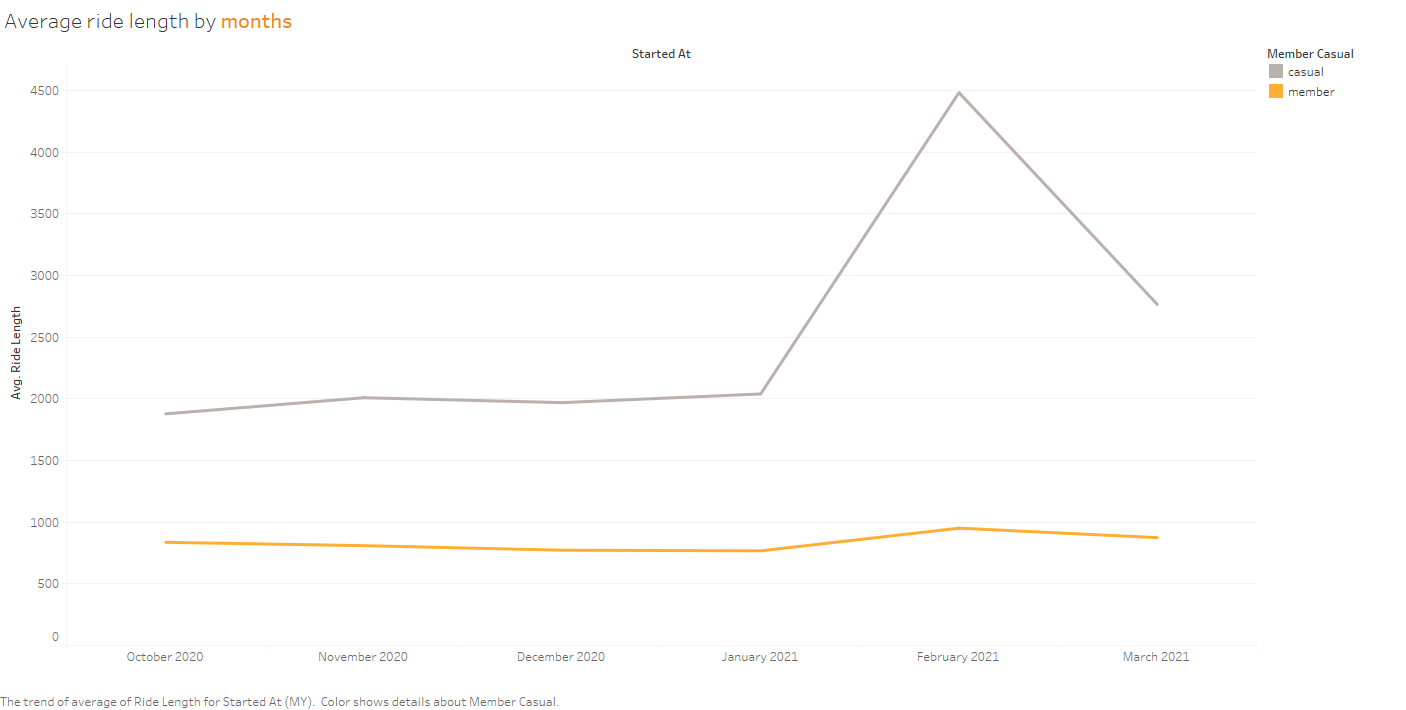 Average ride length by months
Started At
Member Casual
casual
member
Avg. Ride Length
4500
4000
3500
3000
2500
2000
1500
1000
500
0
October 2020
November 2020
December 2020
January 2021
February 2021
March 2021
The trend of average of Ride Length for Started At (MY).  Color shows details about Member Casual.